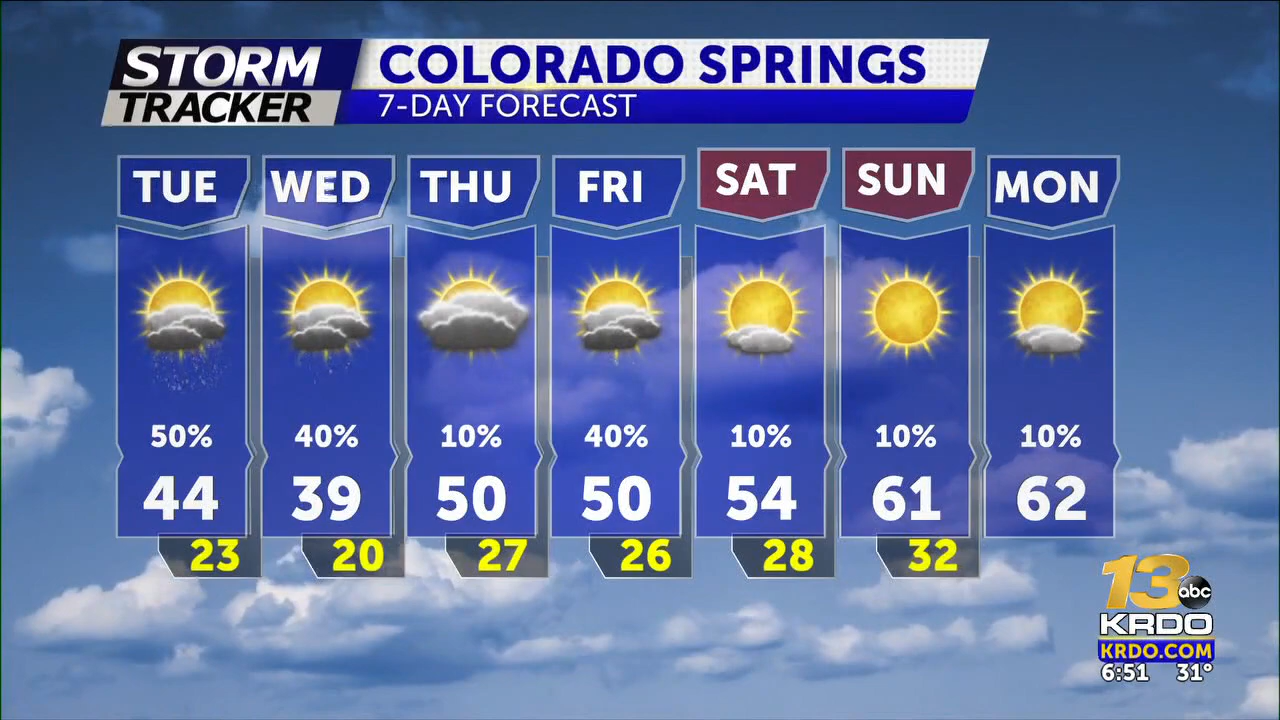 STORM
TRACKER
COLORADO SPRINGS
7-DAY FORECAST
TUE WED THU FRI SAT SUN MON
50% 40% 10% 40% 10% 10% 10%
44 39 50 50 54 61 62
23 20 27 26 28 32
13 abc
KRDO
KRDO.COM
6:51 31°